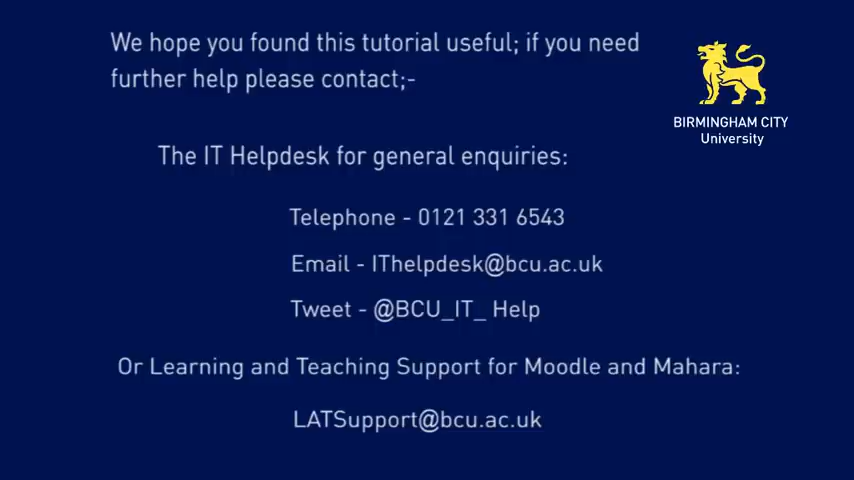 We hope you found this tutorial useful; if you need
further help please contact;-
BIRMINGHAM CITY
University
The IT Helpdesk for general enquiries:
Telephone - 0121 331 6543
Email - IThelpdesk@bcu.ac.uk
Tweet - @BCU_IT_ Help
Or Learning and Teaching Support for Moodle and Mahara:
LATSupport@bcu.ac.uk